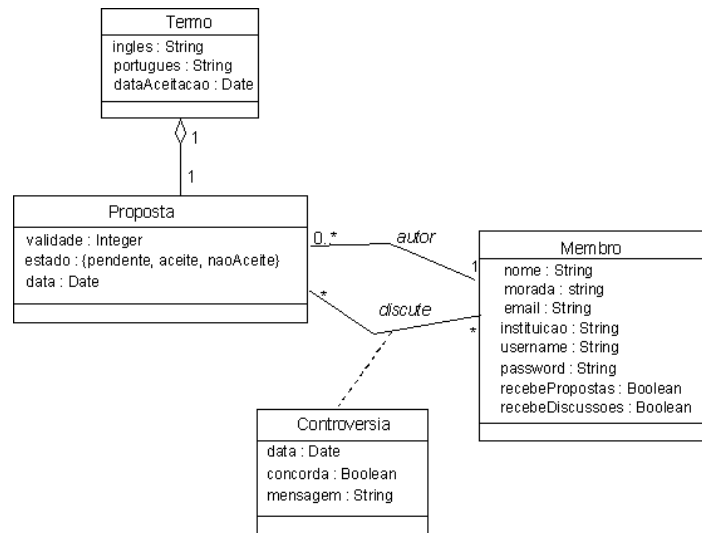 Termo
ingles : String
portugues : String
dataAceitacao : Date
1
1
Proposta
validade : Integer
estado : {pendente, aceite, naoAceite}
data : Date
0..*
autor
1
*
discute
*
Membro
nome : String
morada : string
email : String
instituicao : String
username : String
password : String
recebePropostas : Boolean
recebeDiscussoes : Boolean
Controversia
data : Date
concorda : Boolean
mensagem : String